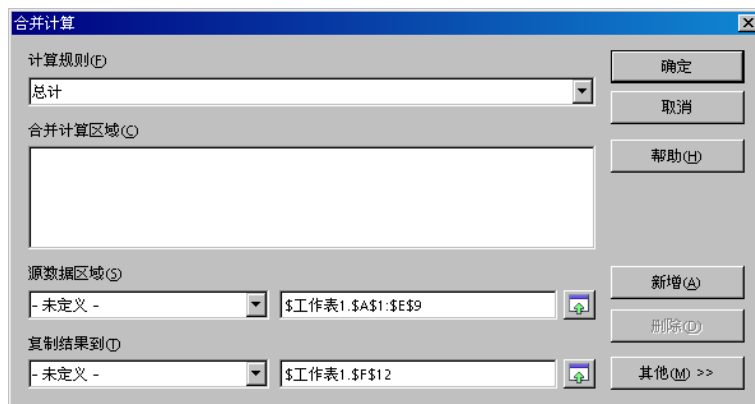 合并计算
计算规则(F)
总计
合并计算区域(C)
源数据区域(S)
- 未定义 -
$工作表1.$A$1:$E$9
复制结果到(T)
- 未定义 -
$工作表1.$F$12
确定
取消
帮助(H)
新增(A)
删除(D)
其他(M) >>